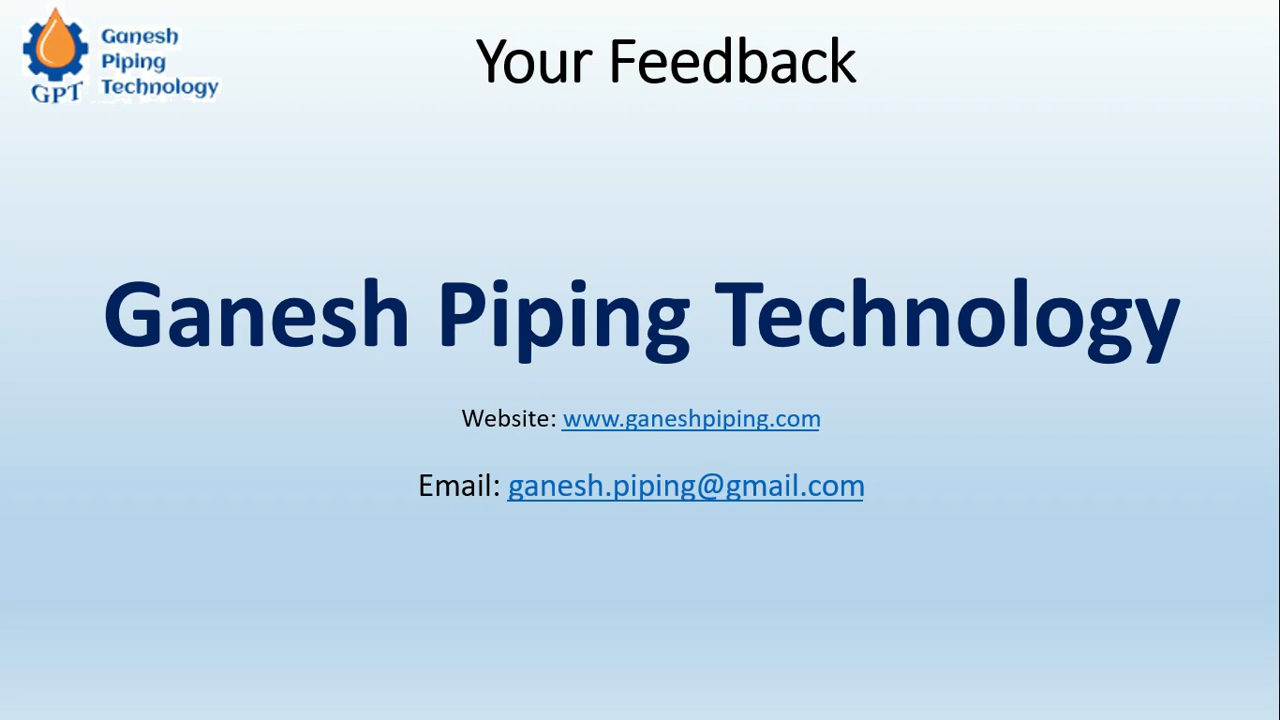 Ganesh
Piping
Technology
GPT
Your Feedback
Ganesh Piping Technology
Website: www.ganeshpiping.com
Email: ganesh.piping@gmail.com